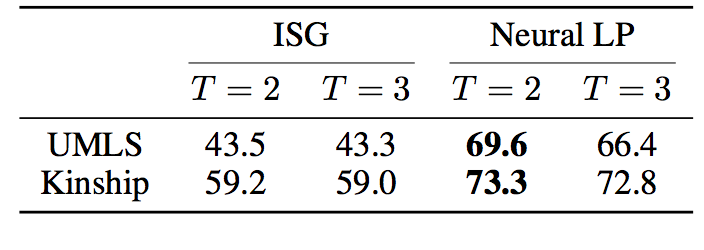 ISG Neural LP
T = 2 T = 3 T = 2 T = 3
UMLS 43.5 43.3 69.6 66.4
Kinship 59.2 59.0 73.3 72.8